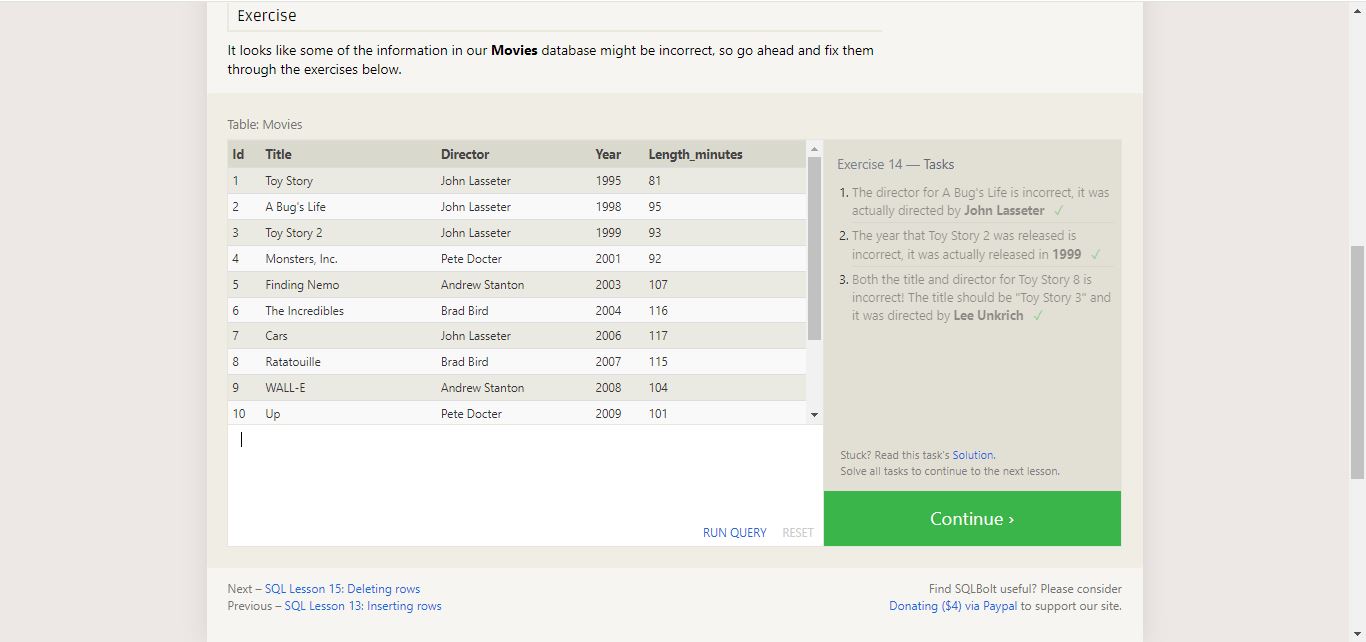 Exercise
It looks like some of the information in our Movies database might be incorrect, so go ahead and fix them
through the exercises below.
Table: Movies
Id Title Director Year Length_minutes
1 Toy Story John Lasseter 1995 81
2 A Bug's Life John Lasseter 1998 95
3 Toy Story 2 John Lasseter 1999 93
4 Monsters, Inc. Pete Docter 2001 92
5 Finding Nemo Andrew Stanton 2003 107
6 The Incredibles Brad Bird 2004 116
7 Cars John Lasseter 2006 117
8 Ratatouille Brad Bird 2007 115
9 WALL-E Andrew Stanton 2008 104
10 Up Pete Docter 2009 101
RUN QUERY RESET
Exercise 14 — Tasks
1. The director for A Bug's Life is incorrect, it was
actually directed by John Lasseter ✓
2. The year that Toy Story 2 was released is
incorrect, it was actually released in 1999 ✓
3. Both the title and director for Toy Story 8 is
incorrect! The title should be "Toy Story 3" and
it was directed by Lee Unkrich ✓
Stuck? Read this task's Solution.
Solve all tasks to continue to the next lesson.
Continue ›
Next – SQL Lesson 15: Deleting rows
Previous – SQL Lesson 13: Inserting rows
Find SQLBolt useful? Please consider
Donating ($4) via Paypal to support our site.